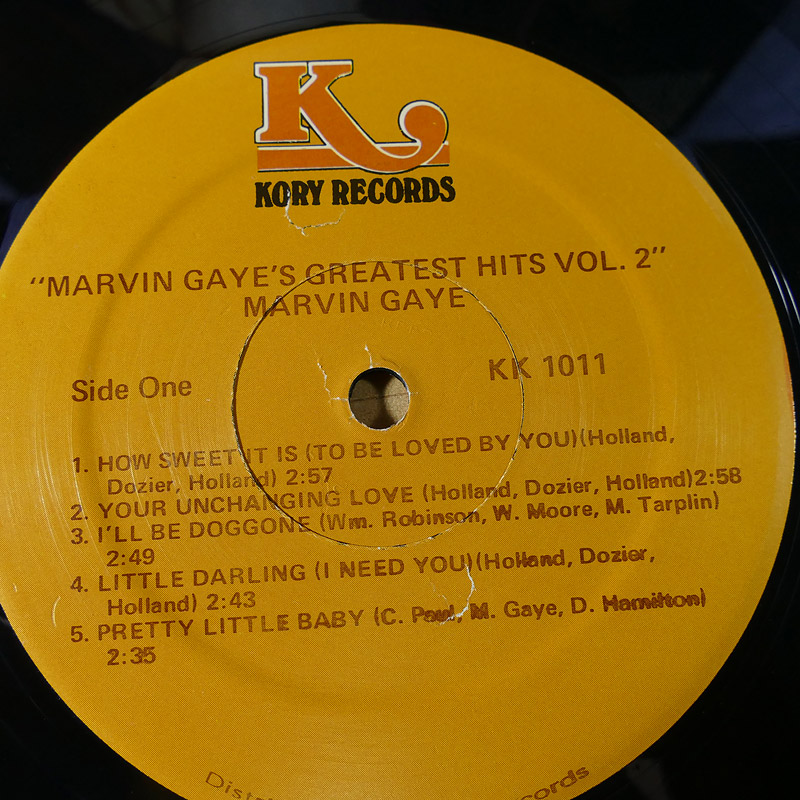 K
KORY RECORDS
"MARVIN GAYE'S GREATEST HITS VOL. 2"
MARVIN GAYE
Side One
KK 1011
1. HOW SWEET IT IS (TO BE LOVED BY YOU)(Holland,
Dozier, Holland) 2:57
2. YOUR UNCHANGING LOVE (Holland, Dozier, Holland)2:58
3. I'LL BE DOGGONE (Wm. Robinson, W. Moore, M. Tarplin)
2:49
4. LITTLE DARLING (I NEED YOU)(Holland, Dozier,
Holland) 2:43
5. PRETTY LITTLE BABY (C. Paul, M. Gaye, D. Hamilton)
2:35